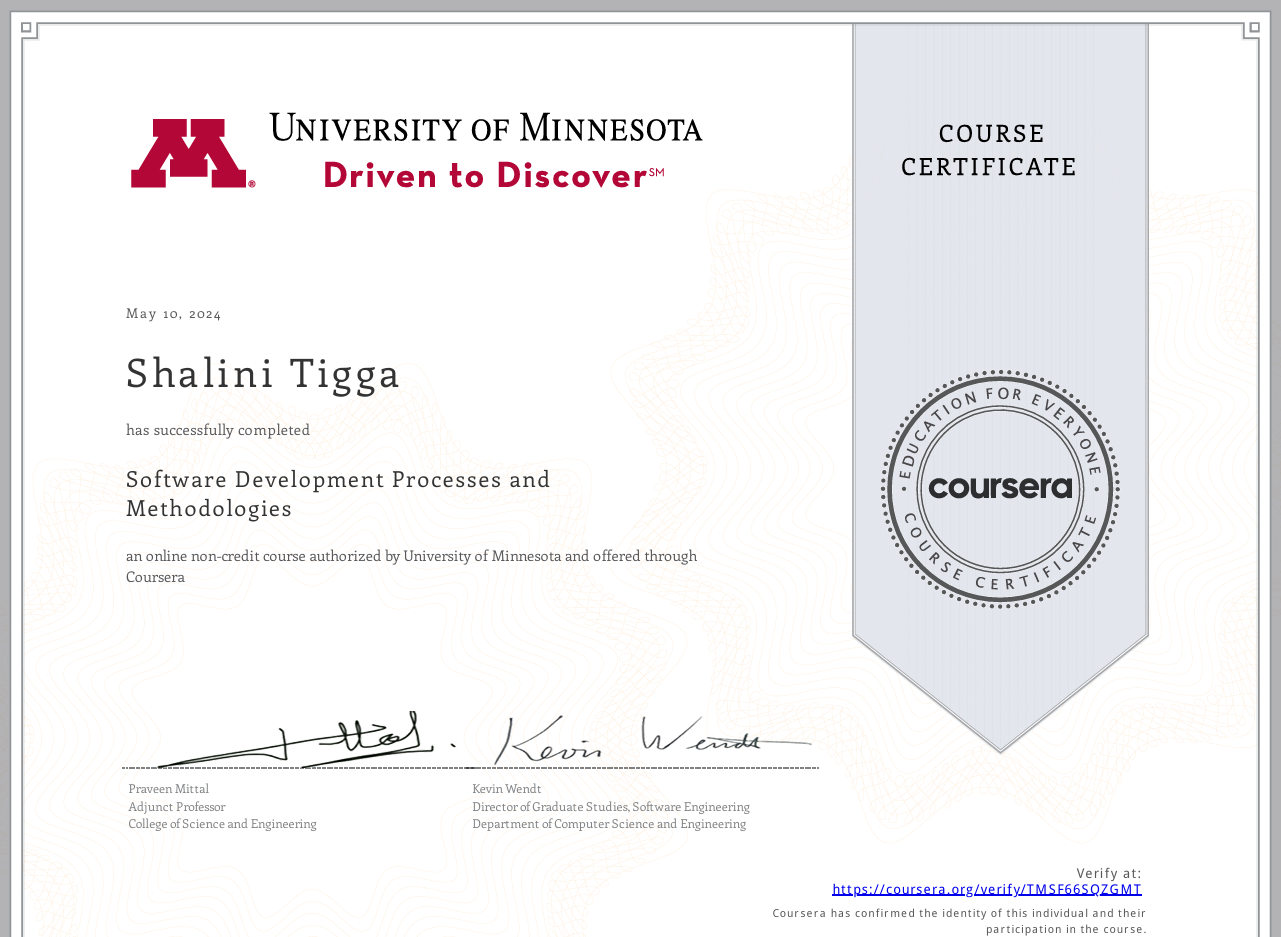 UNIVERSITY OF MINNESOTA
Driven to Discover℠
COURSE
CERTIFICATE
May 10, 2024
Shalini Tigga
has successfully completed
Software Development Processes and
Methodologies
an online non-credit course authorized by University of Minnesota and offered through
Coursera
EDUCATION FOR EVERYONE
coursera
COURSE CERTIFICATE
Kevin Wendt
Praveen Mittal
Adjunct Professor
College of Science and Engineering
Kevin Wendt
Director of Graduate Studies, Software Engineering
Department of Computer Science and Engineering
Verify at:
https://coursera.org/verify/TMSF66SQZGMT
Coursera has confirmed the identity of this individual and their
participation in the course.